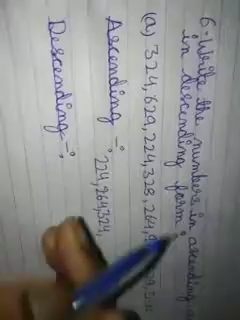 6. Write the numbers in ascending
in descending form :
(a) 324, 629, 224, 328, 264,
Ascending -: 224, 264, 324,
Descending -: